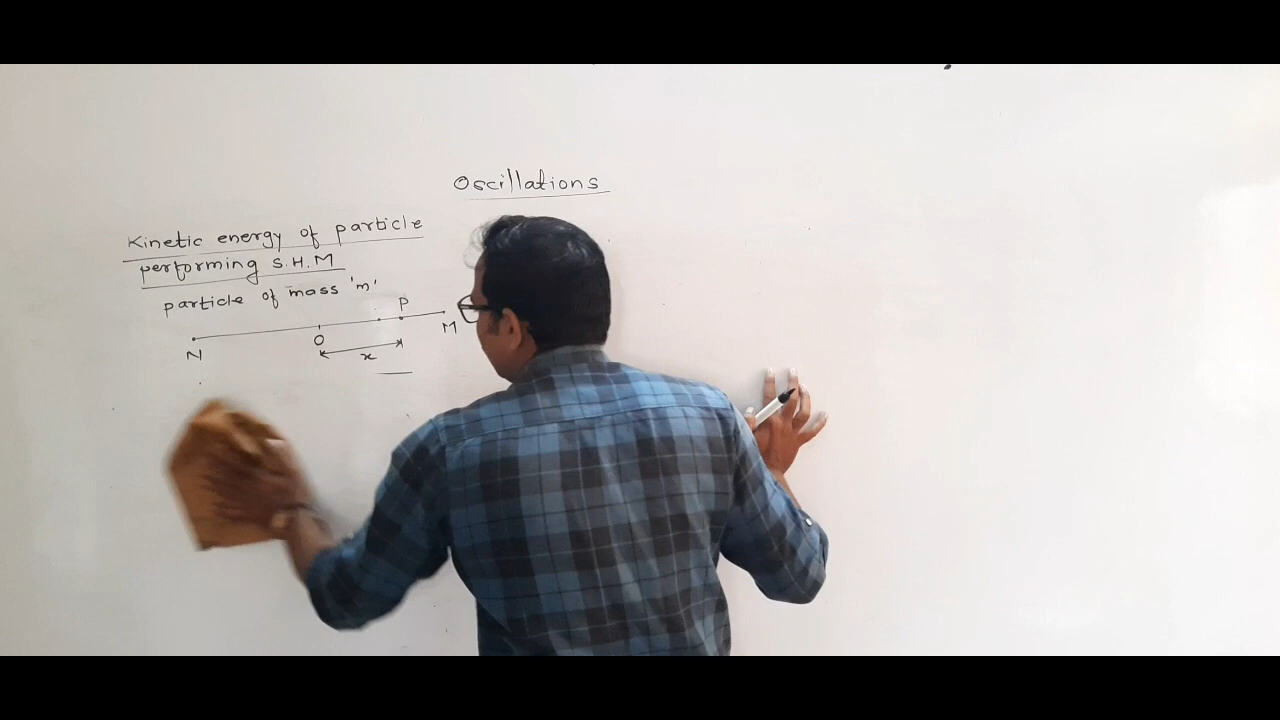 Oscillations
Kinetic energy of particle
performing S.H.M
particle of mass 'm'
P
N O M
x